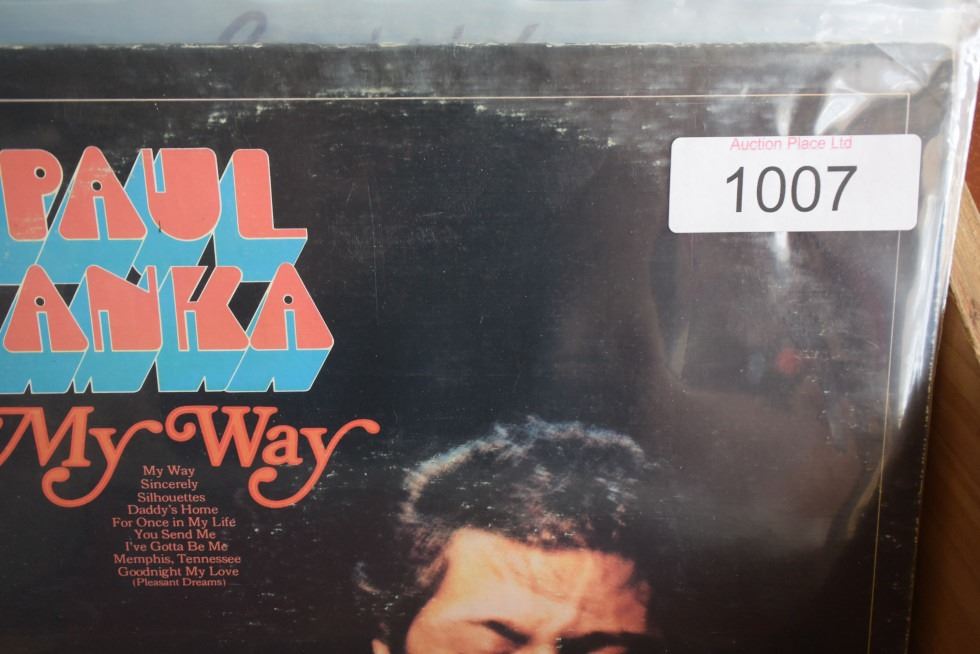 Auction Place Ltd
1007
PAUL
ANKA
My Way
My Way
Sincerely
Silhouettes
Daddy's Home
For Once in My Life
You Send Me
I've Gotta Be Me
Memphis, Tennessee
Goodnight My Love
(Pleasant Dreams)